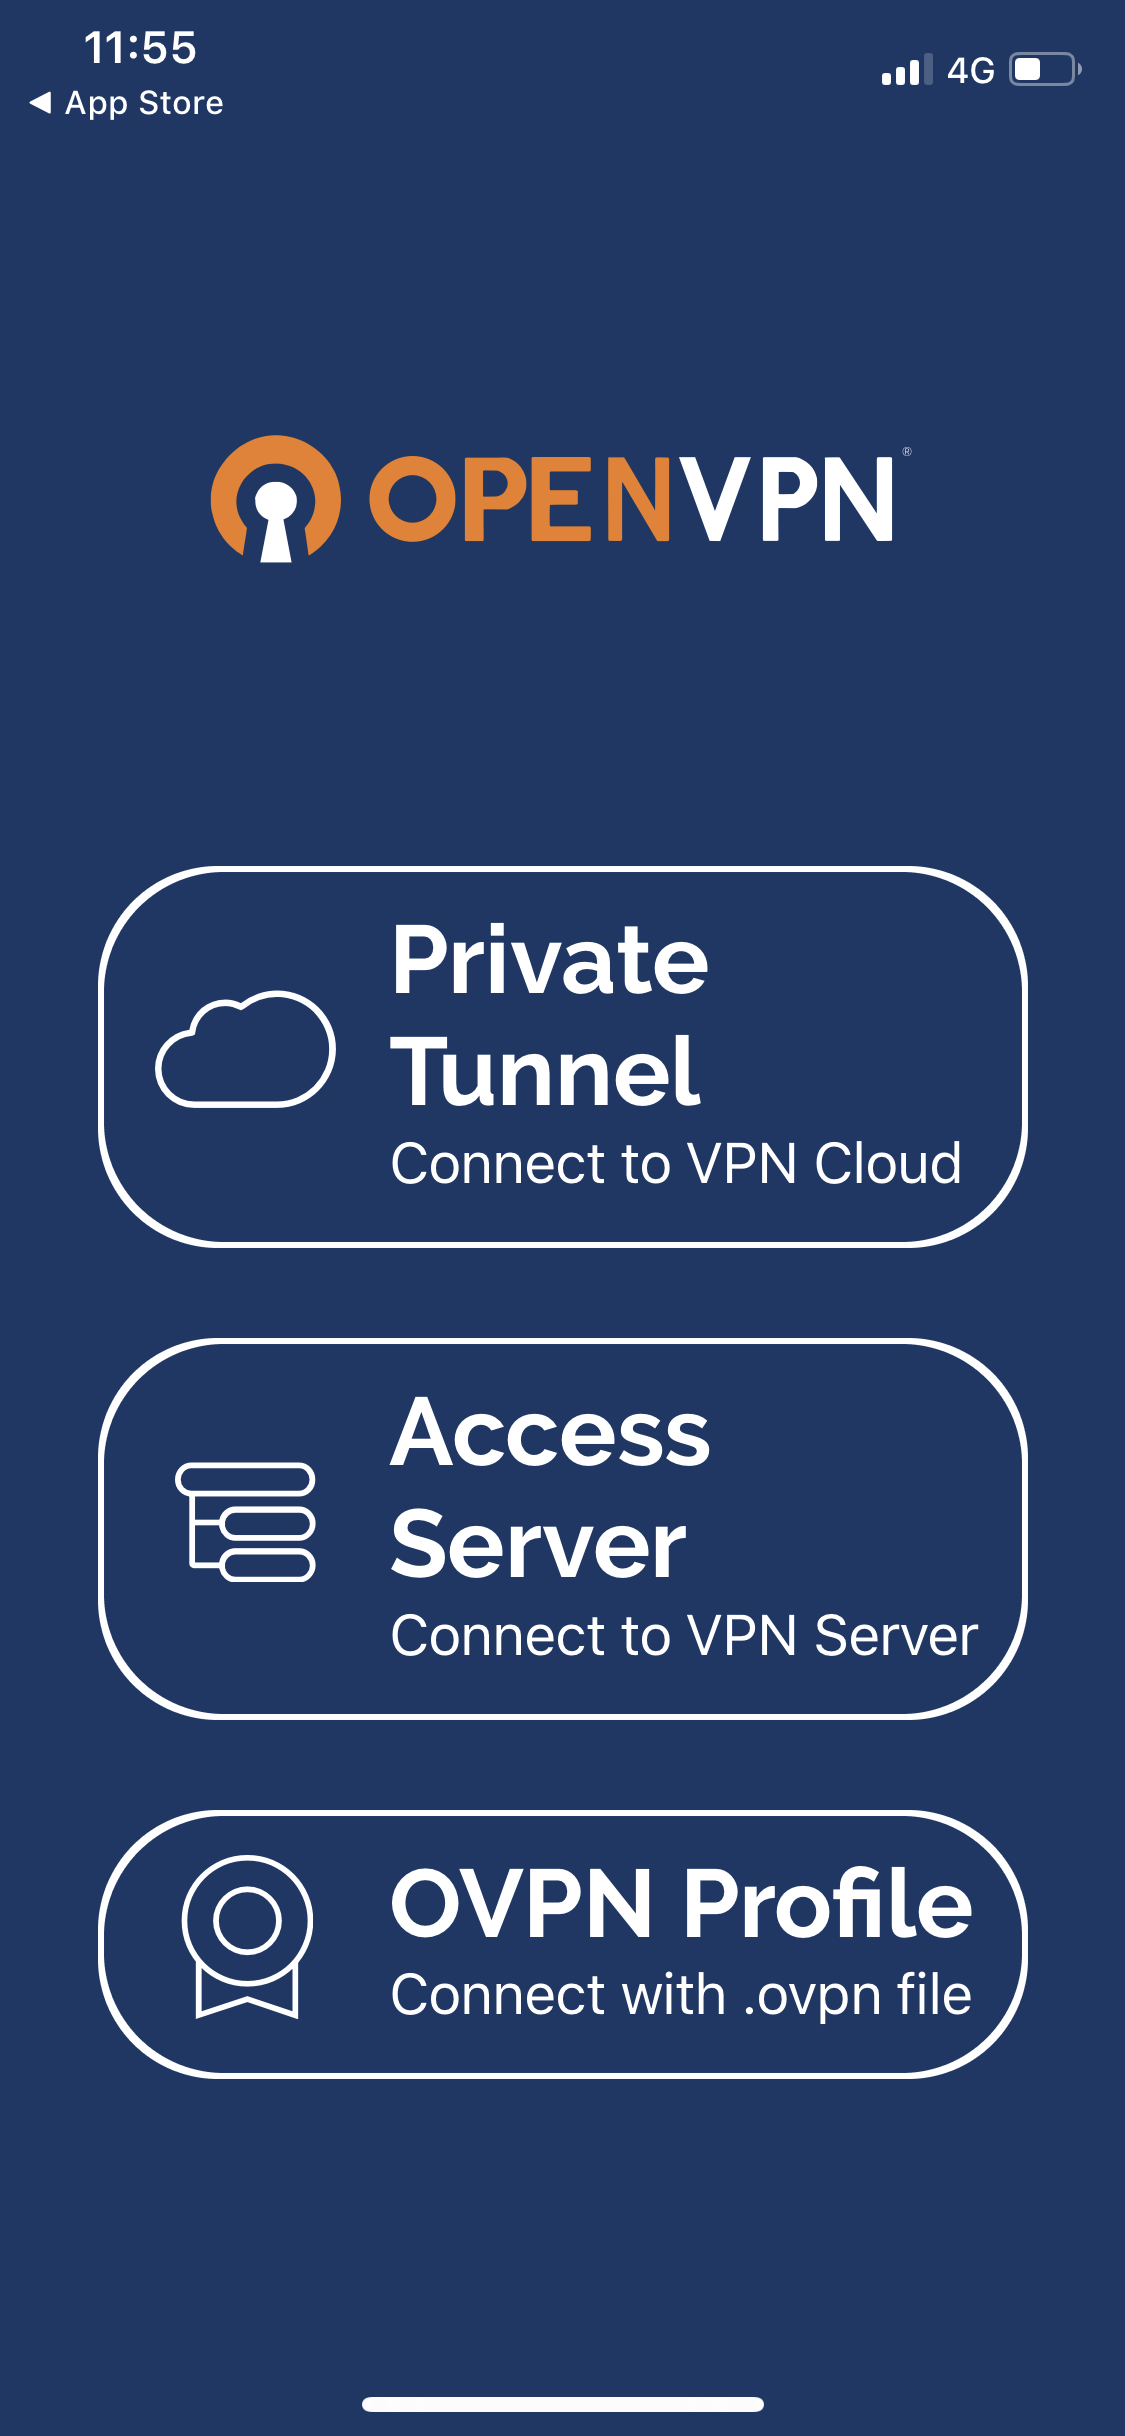 11:55
4G
◀ App Store
OPENVPN®
Private
Tunnel
Connect to VPN Cloud
Access
Server
Connect to VPN Server
OVPN Profile
Connect with .ovpn file